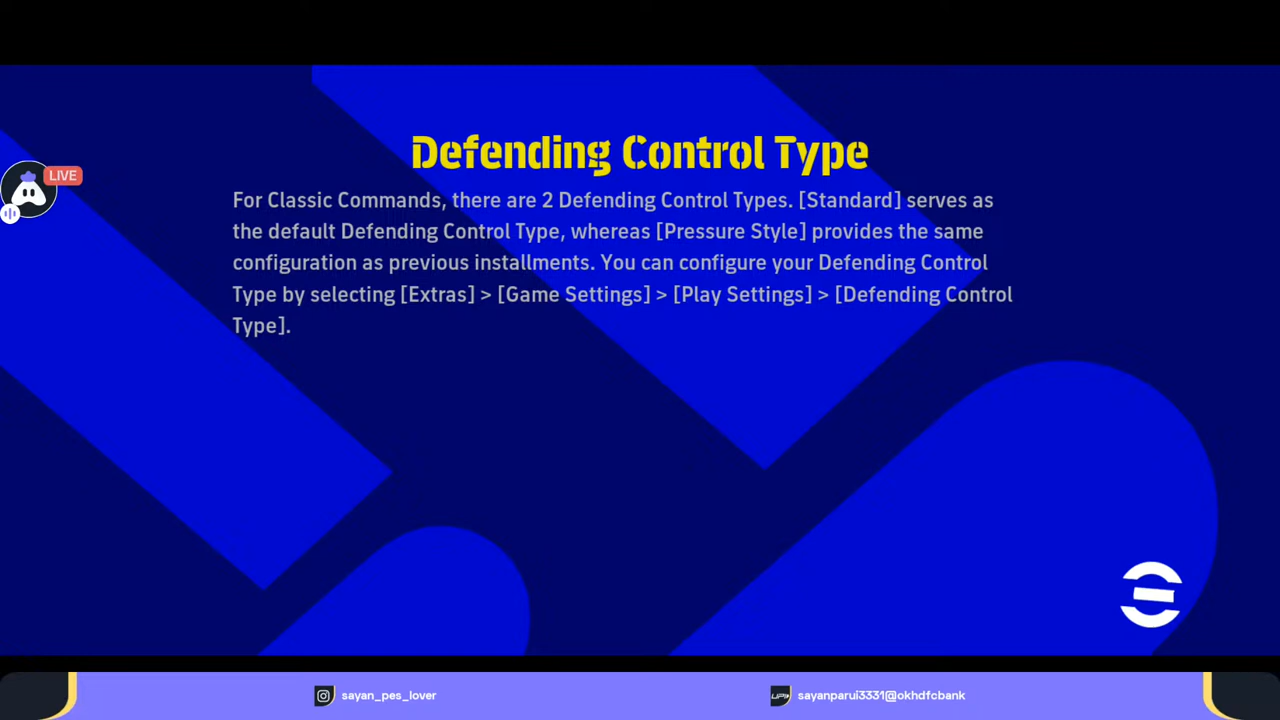 Defending Control Type
LIVE
For Classic Commands, there are 2 Defending Control Types. [Standard] serves as
the default Defending Control Type, whereas [Pressure Style] provides the same
configuration as previous installments. You can configure your Defending Control
Type by selecting [Extras] > [Game Settings] > [Play Settings] > [Defending Control
Type].
sayan_pes_lover
UPI
sayanparui3331@okhdfcbank